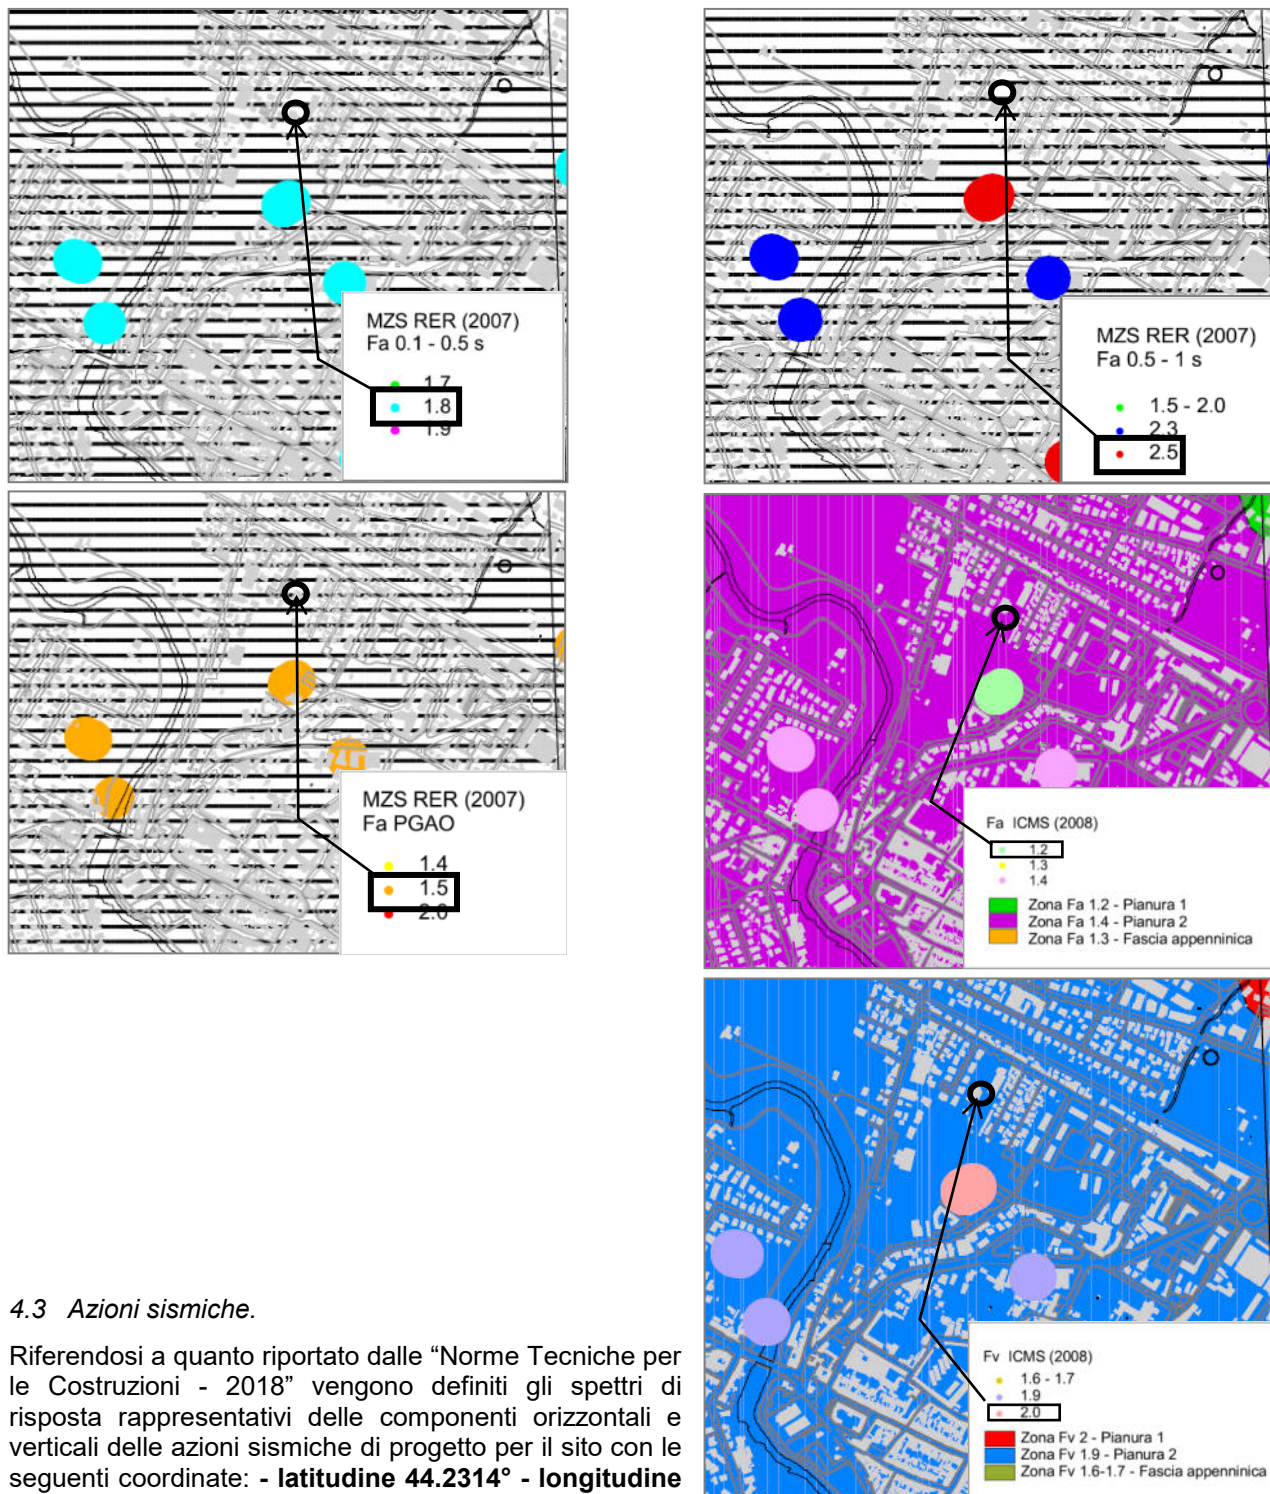 MZS RER (2007)
Fa 0.1 - 0.5 s
1.7
1.8
1.9
MZS RER (2007)
Fa 0.5 - 1 s
1.5 - 2.0
2.3
2.5
MZS RER (2007)
Fa PGAO
1.4
1.5
2.0
Fa ICMS (2008)
1.2
1.3
1.4
Zona Fa 1.2 - Pianura 1
Zona Fa 1.4 - Pianura 2
Zona Fa 1.3 - Fascia appenninica
Fv ICMS (2008)
1.6 - 1.7
1.9
2.0
Zona Fv 2 - Pianura 1
Zona Fv 1.9 - Pianura 2
Zona Fv 1.6-1.7 - Fascia appenninica
4.3 Azioni sismiche.
Riferendosi a quanto riportato dalle “Norme Tecniche per
le Costruzioni - 2018” vengono definiti gli spettri di
risposta rappresentativi delle componenti orizzontali e
verticali delle azioni sismiche di progetto per il sito con le
seguenti coordinate: - latitudine 44.2314° - longitudine